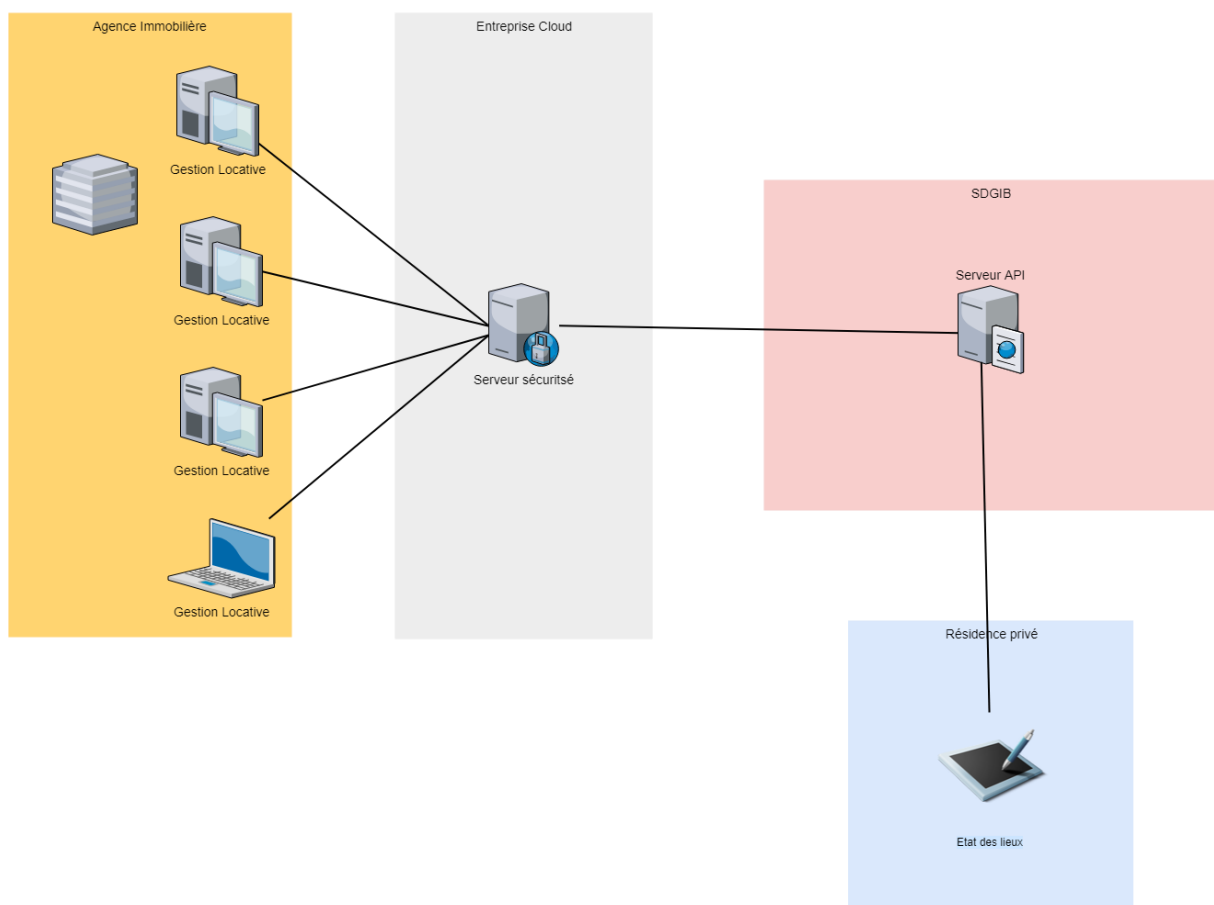 Agence Immobilière
Entreprise Cloud
Gestion Locative
SDGIB
Serveur API
Gestion Locative
Serveur sécuritsé
Gestion Locative
Gestion Locative
Résidence privé
Etat des lieux